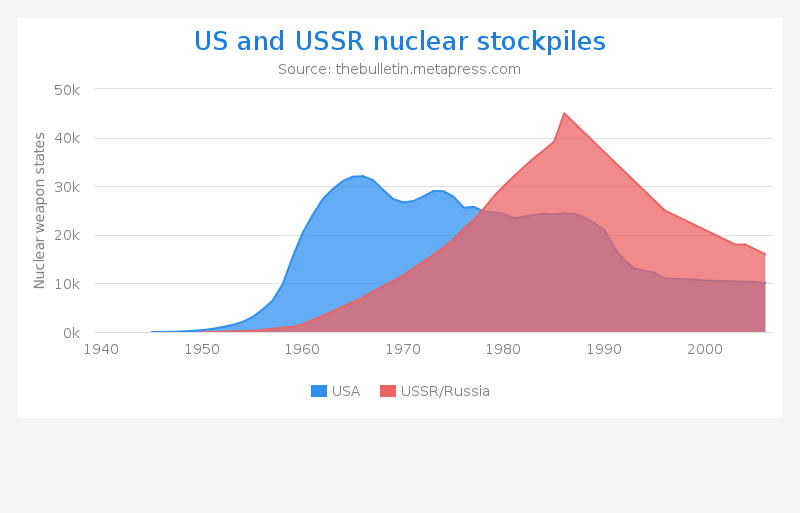 US and USSR nuclear stockpiles
Source: thebulletin.metapress.com
Nuclear weapon states
50k
40k
30k
20k
10k
0k
1940 1950 1960 1970 1980 1990 2000
USA USSR/Russia